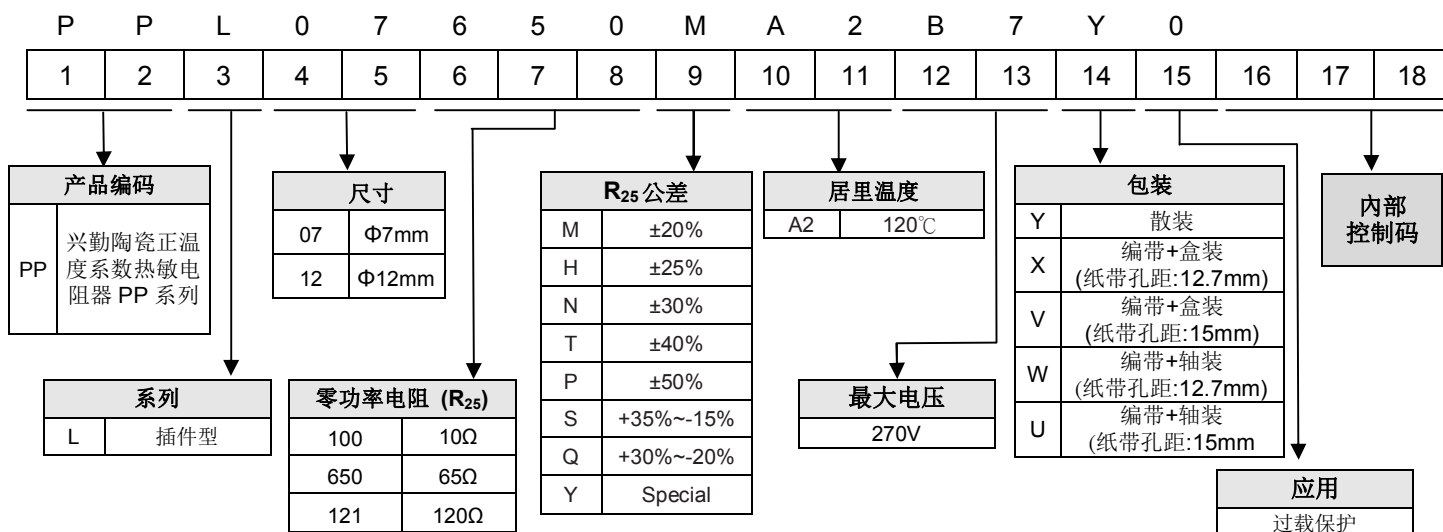 P P L 0 7 6 5 0 M A 2 B 7 Y 0
1 2 3 4 5 6 7 8 9 10 11 12 13 14 15 16 17 18
产品编码
PP 兴勤陶瓷正温
度系数热敏电
阻器 PP 系列
尺寸
07 Φ7mm
12 Φ12mm
R25公差
M ±20%
H ±25%
N ±30%
T ±40%
P ±50%
S +35%~-15%
Q +30%~-20%
Y Special
居里温度
A2 120℃
包装
Y 散装
X 编带+盒装
(纸带孔距:12.7mm)
V 编带+盒装
(纸带孔距:15mm)
W 编带+轴装
(纸带孔距:12.7mm)
U 编带+轴装
(纸带孔距:15mm
內部
控制码
系列
L 插件型
零功率电阻 (R25)
100 10Ω
650 65Ω
121 120Ω
最大电压
270V
应用
过载保护